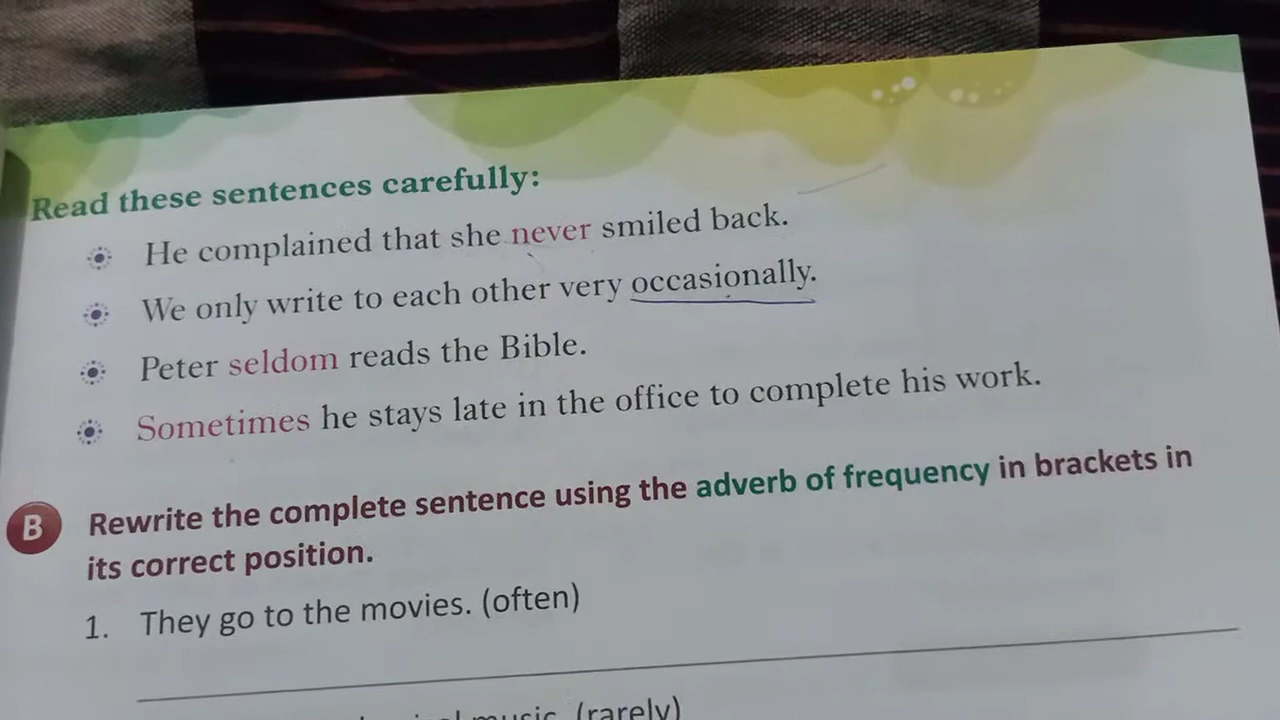 Read these sentences carefully:
He complained that she never smiled back.
We only write to each other very occasionally.
Peter seldom reads the Bible.
Sometimes he stays late in the office to complete his work.
B Rewrite the complete sentence using the adverb of frequency in brackets in
its correct position.
1. They go to the movies. (often)
music. (rarely)